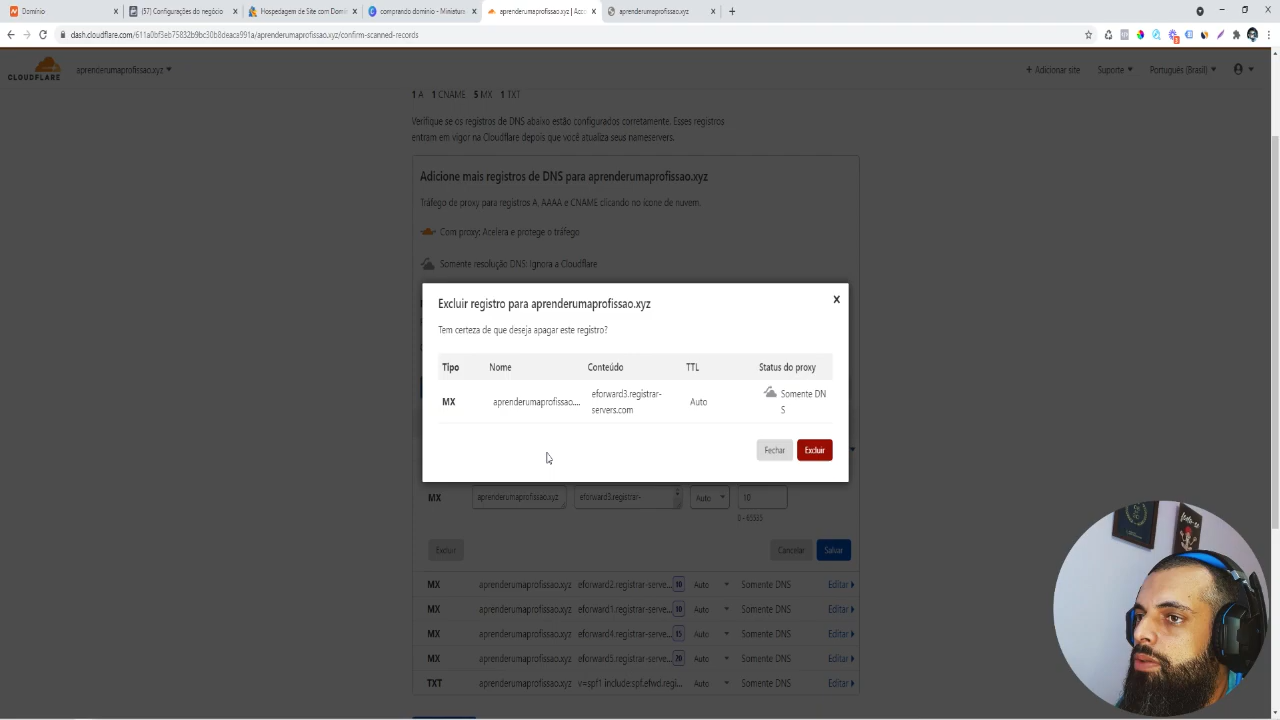 Domínio
(57) Configurações do negócio
Hospedagem de Site com Domín
comprando domínio - Miniatura
aprenderumaprofissao.xyz | Acco
aprenderumaprofissao.xyz
dash.cloudflare.com/611a0bf3eb75832b9bc30b8deaca991a/aprenderumaprofissao.xyz/confirm-scanned-records
CLOUDFLARE
aprenderumaprofissao.xyz
+ Adicionar site
Suporte
Português (Brasil)
1 A 1 CNAME 5 MX 1 TXT
Verifique se os registros de DNS abaixo estão configurados corretamente. Esses registros
entram em vigor na Cloudflare depois que você atualiza seus nameservers.
Adicione mais registros de DNS para aprenderumaprofissao.xyz
Tráfego de proxy para registros A, AAAA e CNAME clicando no ícone de nuvem.
Com proxy: Acelera e protege o tráfego
Somente resolução DNS: Ignora a Cloudflare
Excluir registro para aprenderumaprofissao.xyz
Tem certeza de que deseja apagar este registro?
Tipo Nome Conteúdo TTL Status do proxy
MX aprenderumaprofissao.... eforward3.registrar-servers.com Auto Somente DNS
Fechar Excluir
MX aprenderumaprofissao.xyz eforward3.registrar- Auto 10
0 - 65535
Excluir Cancelar Salvar
MX aprenderumaprofissao.xyz eforward2.registrar-serve... 10 Auto Somente DNS Editar
MX aprenderumaprofissao.xyz eforward1.registrar-serve... 10 Auto Somente DNS Editar
MX aprenderumaprofissao.xyz eforward4.registrar-serve... 15 Auto Somente DNS Editar
MX aprenderumaprofissao.xyz eforward5.registrar-serve... 20 Auto Somente DNS Editar
TXT aprenderumaprofissao.xyz v=spf1 include:spf.efwd.regi... Auto Somente DNS Editar